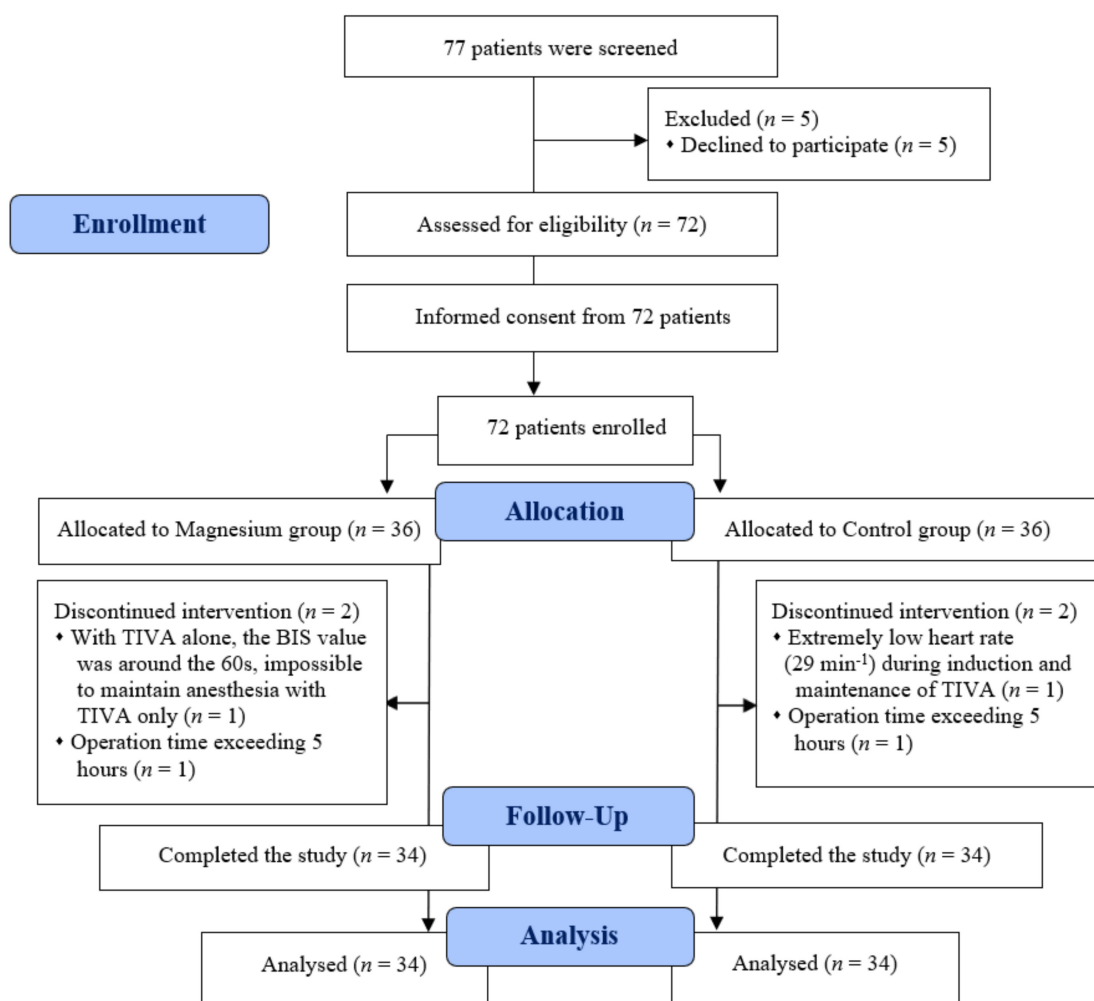 77 patients were screened
Excluded (n = 5)
• Declined to participate (n = 5)
Enrollment
Assessed for eligibility (n = 72)
Informed consent from 72 patients
72 patients enrolled
Allocation
Allocated to Magnesium group (n = 36)
Allocated to Control group (n = 36)
Discontinued intervention (n = 2)
• With TIVA alone, the BIS value
was around the 60s, impossible
to maintain anesthesia with
TIVA only (n = 1)
• Operation time exceeding 5
hours (n = 1)
Discontinued intervention (n = 2)
• Extremely low heart rate
(29 min⁻¹) during induction and
maintenance of TIVA (n = 1)
• Operation time exceeding 5
hours (n = 1)
Follow-Up
Completed the study (n = 34)
Completed the study (n = 34)
Analysis
Analysed (n = 34)
Analysed (n = 34)